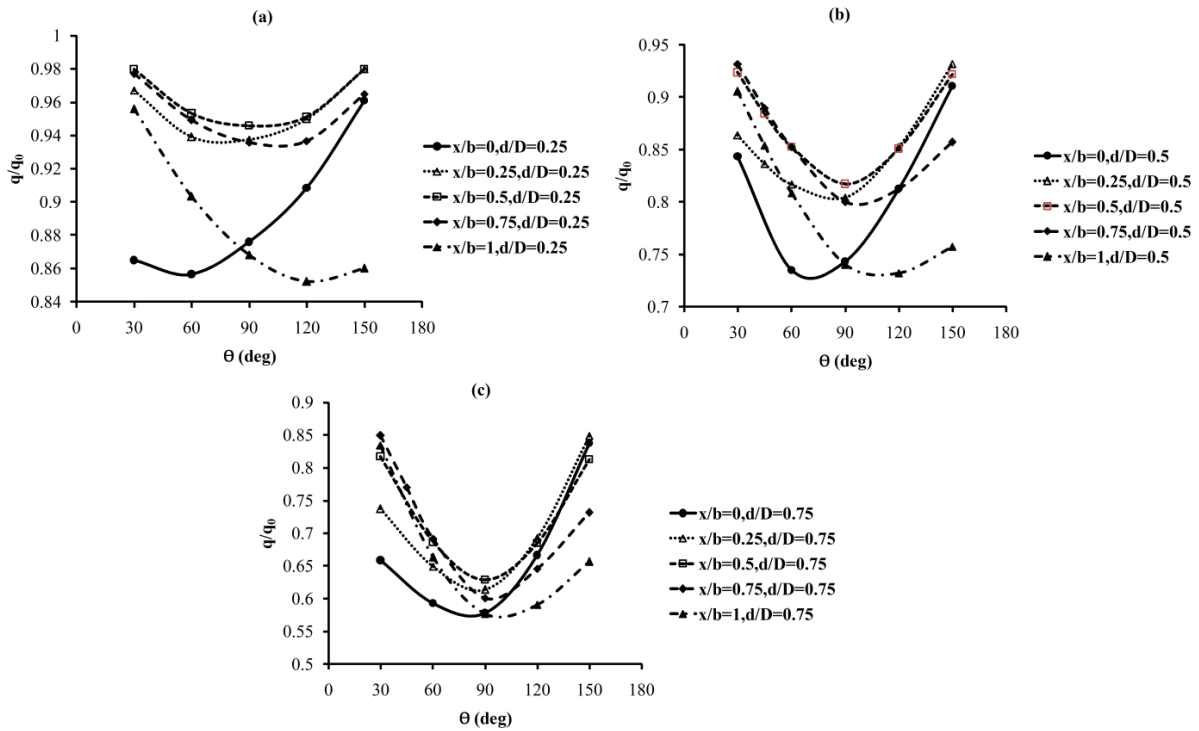 (a)
1
0.98
0.96
0.94
0.92
0.9
0.88
0.86
0.84
q/q0
0 30 60 90 120 150 180
Θ (deg)
x/b=0,d/D=0.25
x/b=0.25,d/D=0.25
x/b=0.5,d/D=0.25
x/b=0.75,d/D=0.25
x/b=1,d/D=0.25
(b)
0.95
0.9
0.85
0.8
0.75
0.7
q/q0
0 30 60 90 120 150 180
Θ (deg)
x/b=0,d/D=0.5
x/b=0.25,d/D=0.5
x/b=0.5,d/D=0.5
x/b=0.75,d/D=0.5
x/b=1,d/D=0.5
(c)
0.9
0.85
0.8
0.75
0.7
0.65
0.6
0.55
0.5
q/q0
0 30 60 90 120 150 180
Θ (deg)
x/b=0,d/D=0.75
x/b=0.25,d/D=0.75
x/b=0.5,d/D=0.75
x/b=0.75,d/D=0.75
x/b=1,d/D=0.75